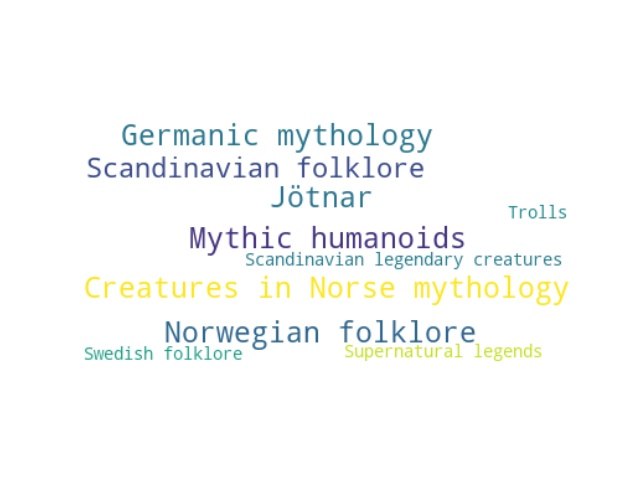 Germanic mythology
Scandinavian folklore
Jötnar
Trolls
Mythic humanoids
Scandinavian legendary creatures
Creatures in Norse mythology
Norwegian folklore
Swedish folklore
Supernatural legends